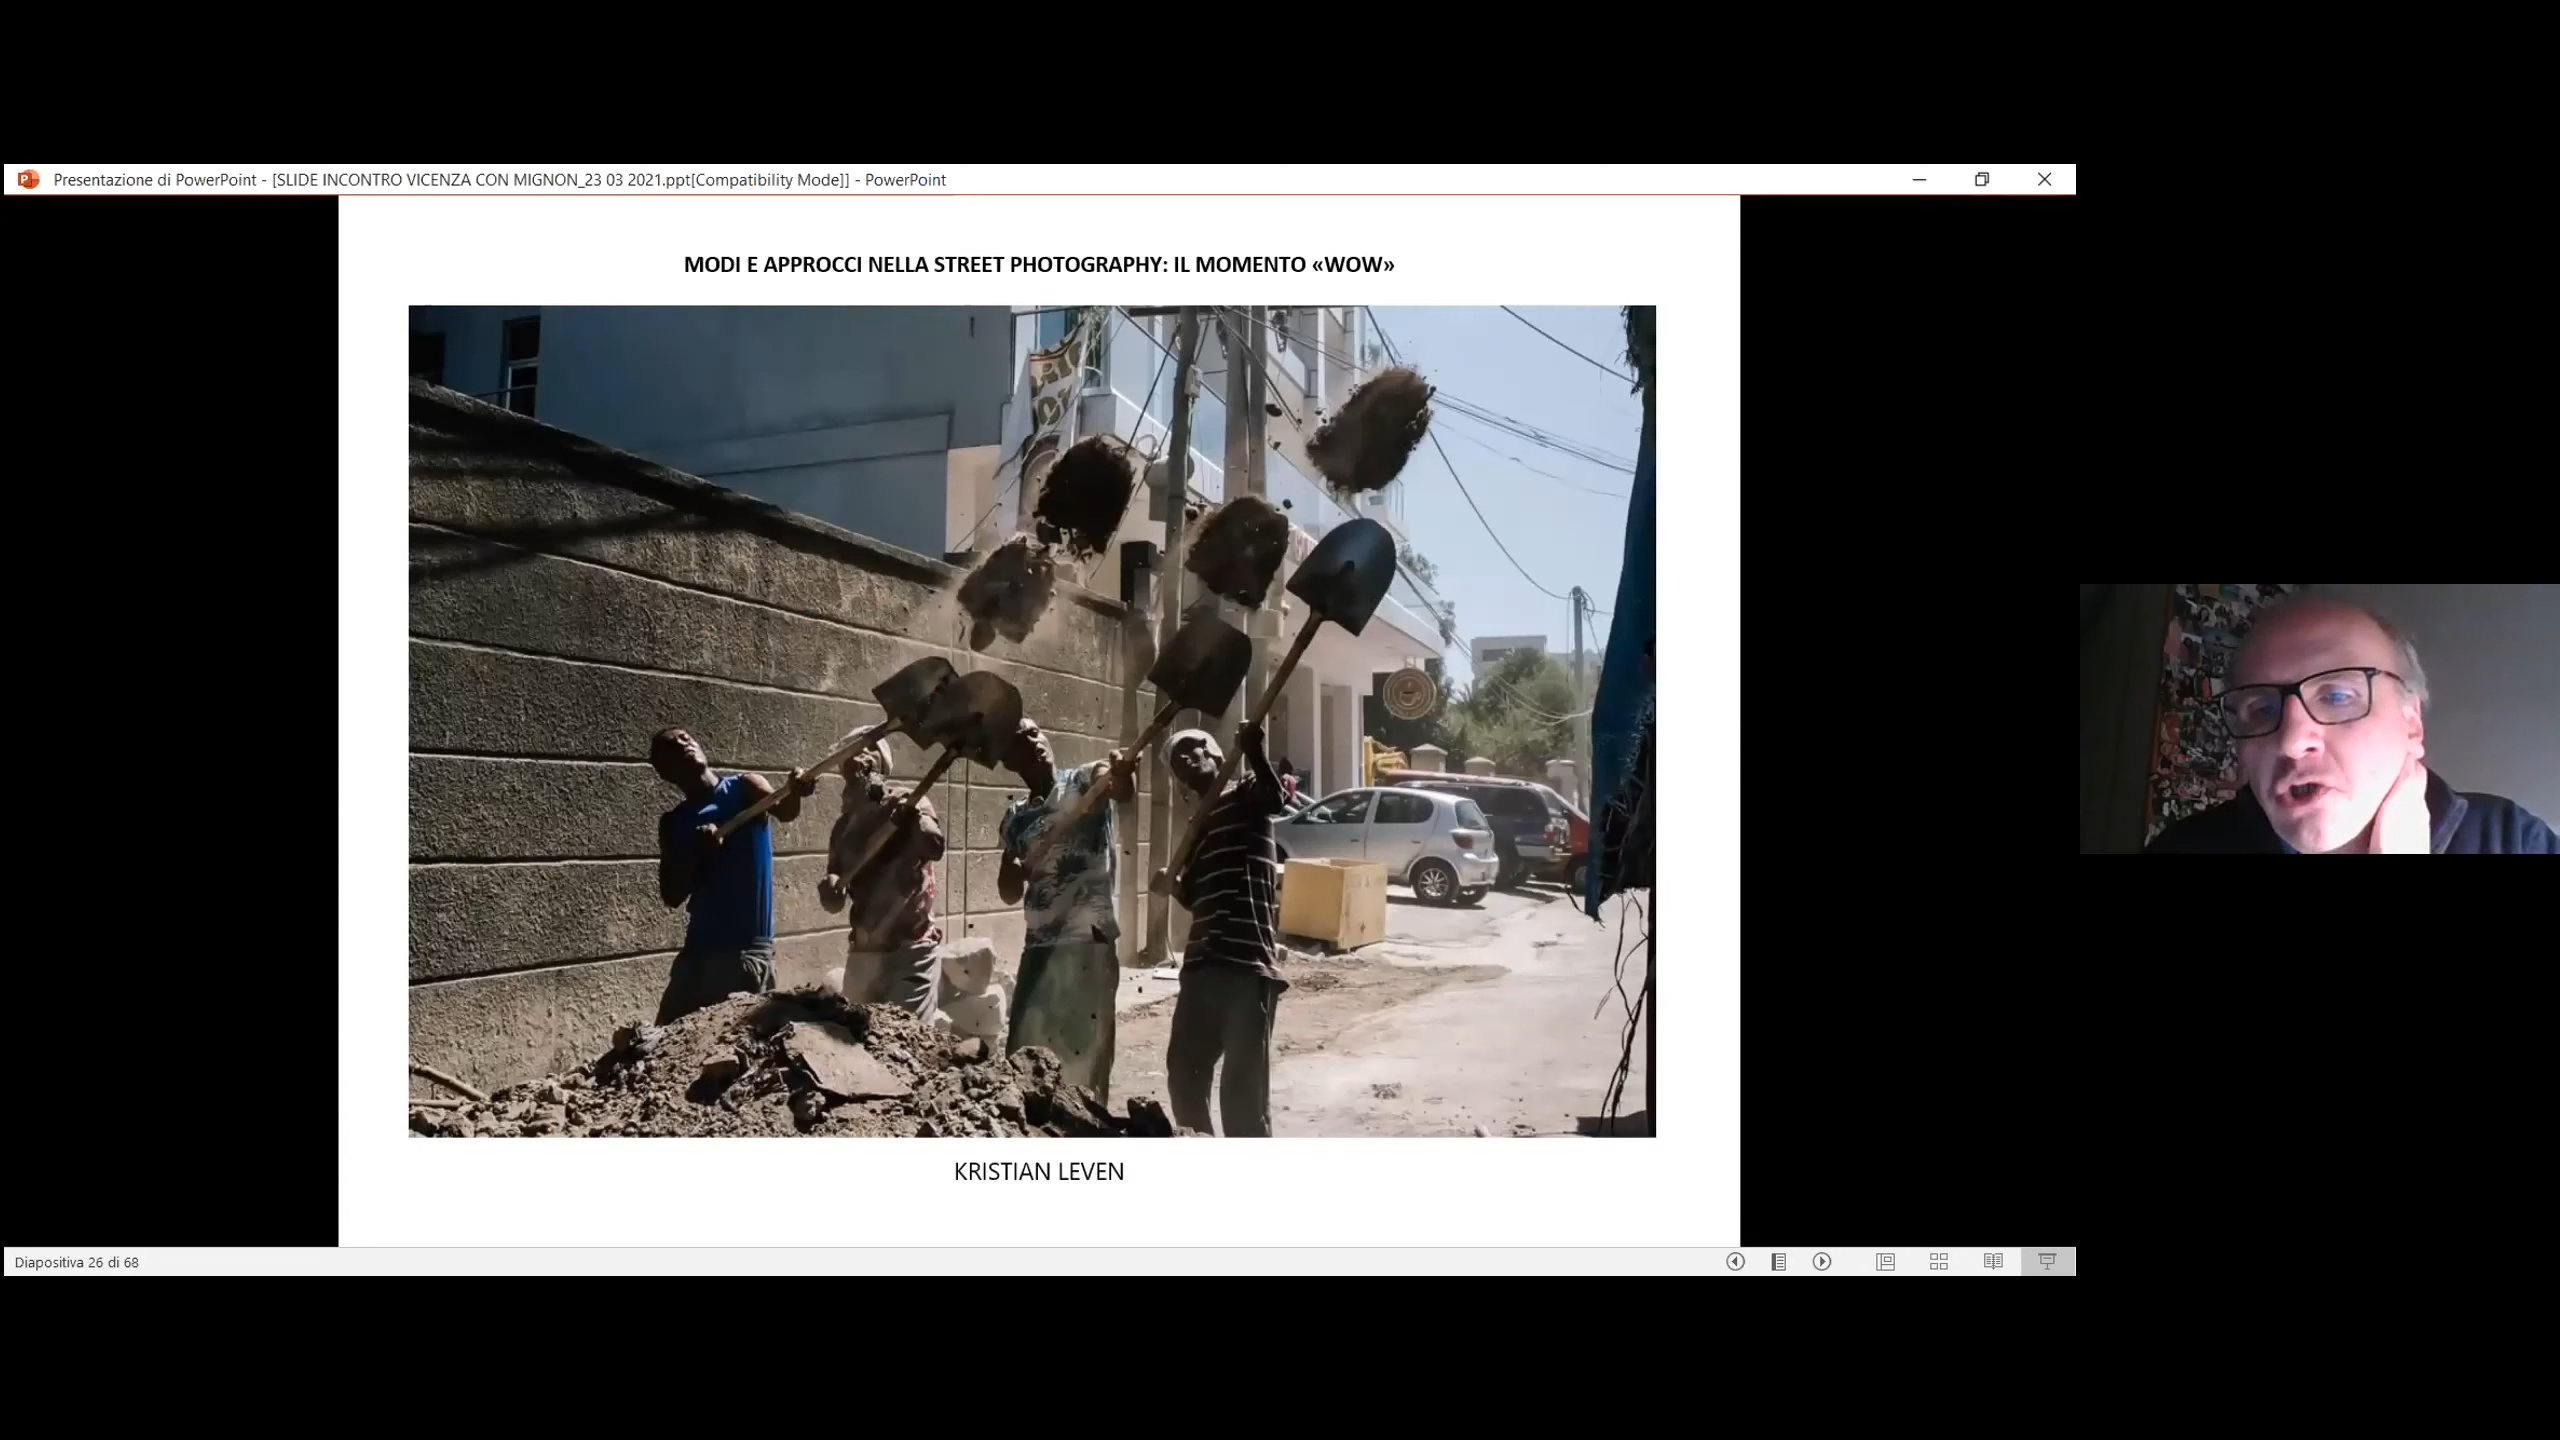 Presentazione di PowerPoint - [SLIDE INCONTRO VICENZA CON MIGNON_23 03 2021.ppt[Compatibility Mode]] - PowerPoint
MODI E APPROCCI NELLA STREET PHOTOGRAPHY: IL MOMENTO «WOW»
KRISTIAN LEVEN
Diapositiva 26 di 68